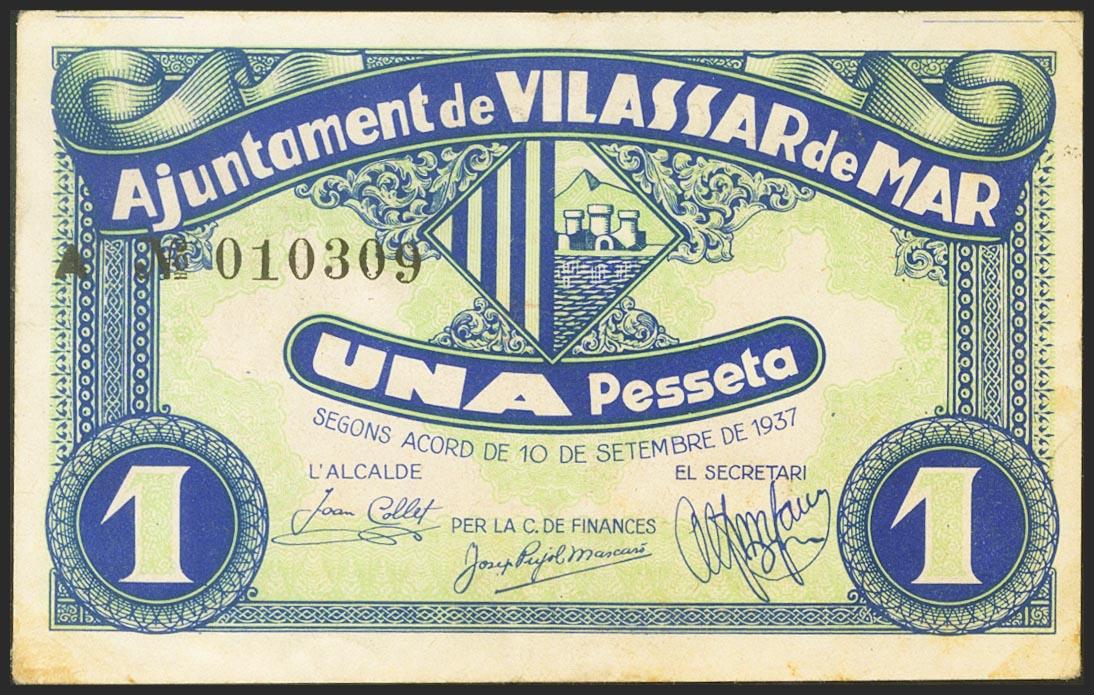 Ajuntament de VILASSAR de MAR
A Nº 010309
UNA Pesseta
SEGONS ACORD DE 10 DE SETEMBRE DE 1937
L'ALCALDE
EL SECRETARI
Joan Collet
PER LA C. DE FINANCES
Josep Pujol Mascaró
1
1